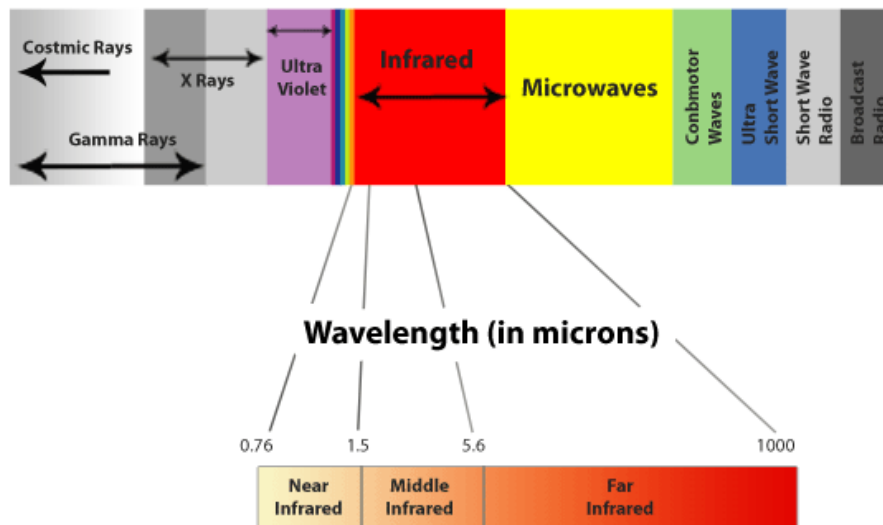 Costmic Rays
X Rays
Gamma Rays
Ultra
Violet
Infrared
Microwaves
Conbmotor
Waves
Ultra
Short Wave
Short Wave
Radio
Broadcast
Radio
Wavelength (in microns)
0.76
1.5
5.6
1000
Near
Infrared
Middle
Infrared
Far
Infrared